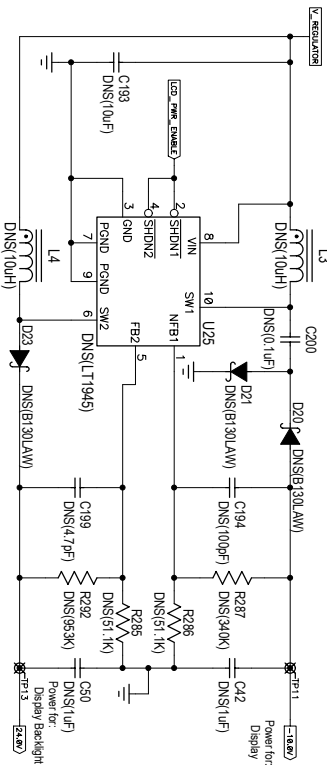 V_REGULATOR
L3
DNS(10uH)
C200
DNS(0.1uF)
D20
DNS(B130LAW)
D21
DNS(B130LAW)
C193
DNS(10uF)
LCD_PWR_ENABLE
8
VIN
10
SW1
U25
2
SHDN1
4
SHDN2
NFB1
1
3
GND
FB2
5
7
PGND
9
PGND
6
SW2
DNS(LT1945)
L4
DNS(10uH)
D23
DNS(B130LAW)
C194
DNS(100pF)
R287
DNS(340K)
R286
DNS(51.1K)
C42
DNS(1uF)
TP11
Power for:
Display
-10.0V
R285
DNS(51.1K)
C199
DNS(4.7pF)
R292
DNS(953K)
C50
DNS(1uF)
TP13
Power for:
Display Backlight
24.0V